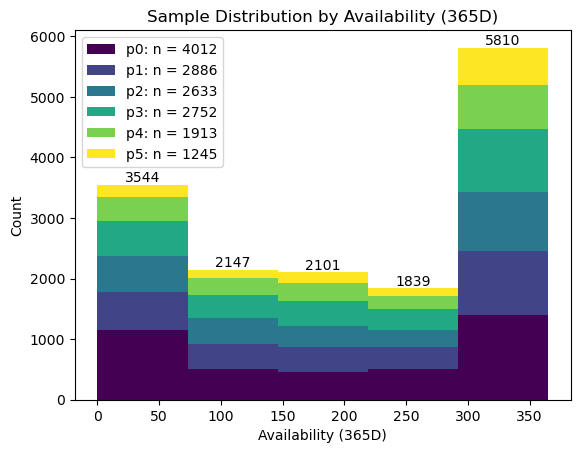 Sample Distribution by Availability (365D)
6000
5000
4000
3000
2000
1000
0
Count
p0: n = 4012
p1: n = 2886
p2: n = 2633
p3: n = 2752
p4: n = 1913
p5: n = 1245
3544
2147
2101
1839
5810
0 50 100 150 200 250 300 350
Availability (365D)